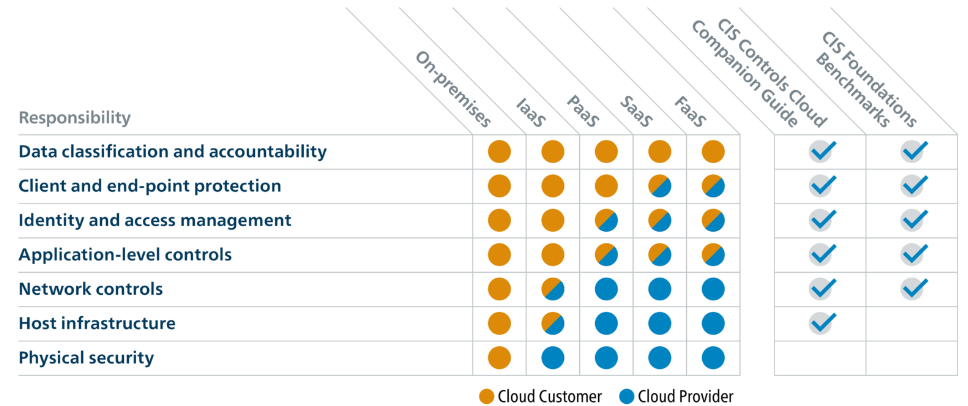 On-premises
IaaS
PaaS
SaaS
FaaS
CIS Controls Cloud
Companion Guide
CIS Foundations
Benchmarks
Responsibility
Data classification and accountability
Client and end-point protection
Identity and access management
Application-level controls
Network controls
Host infrastructure
Physical security
Cloud Customer
Cloud Provider